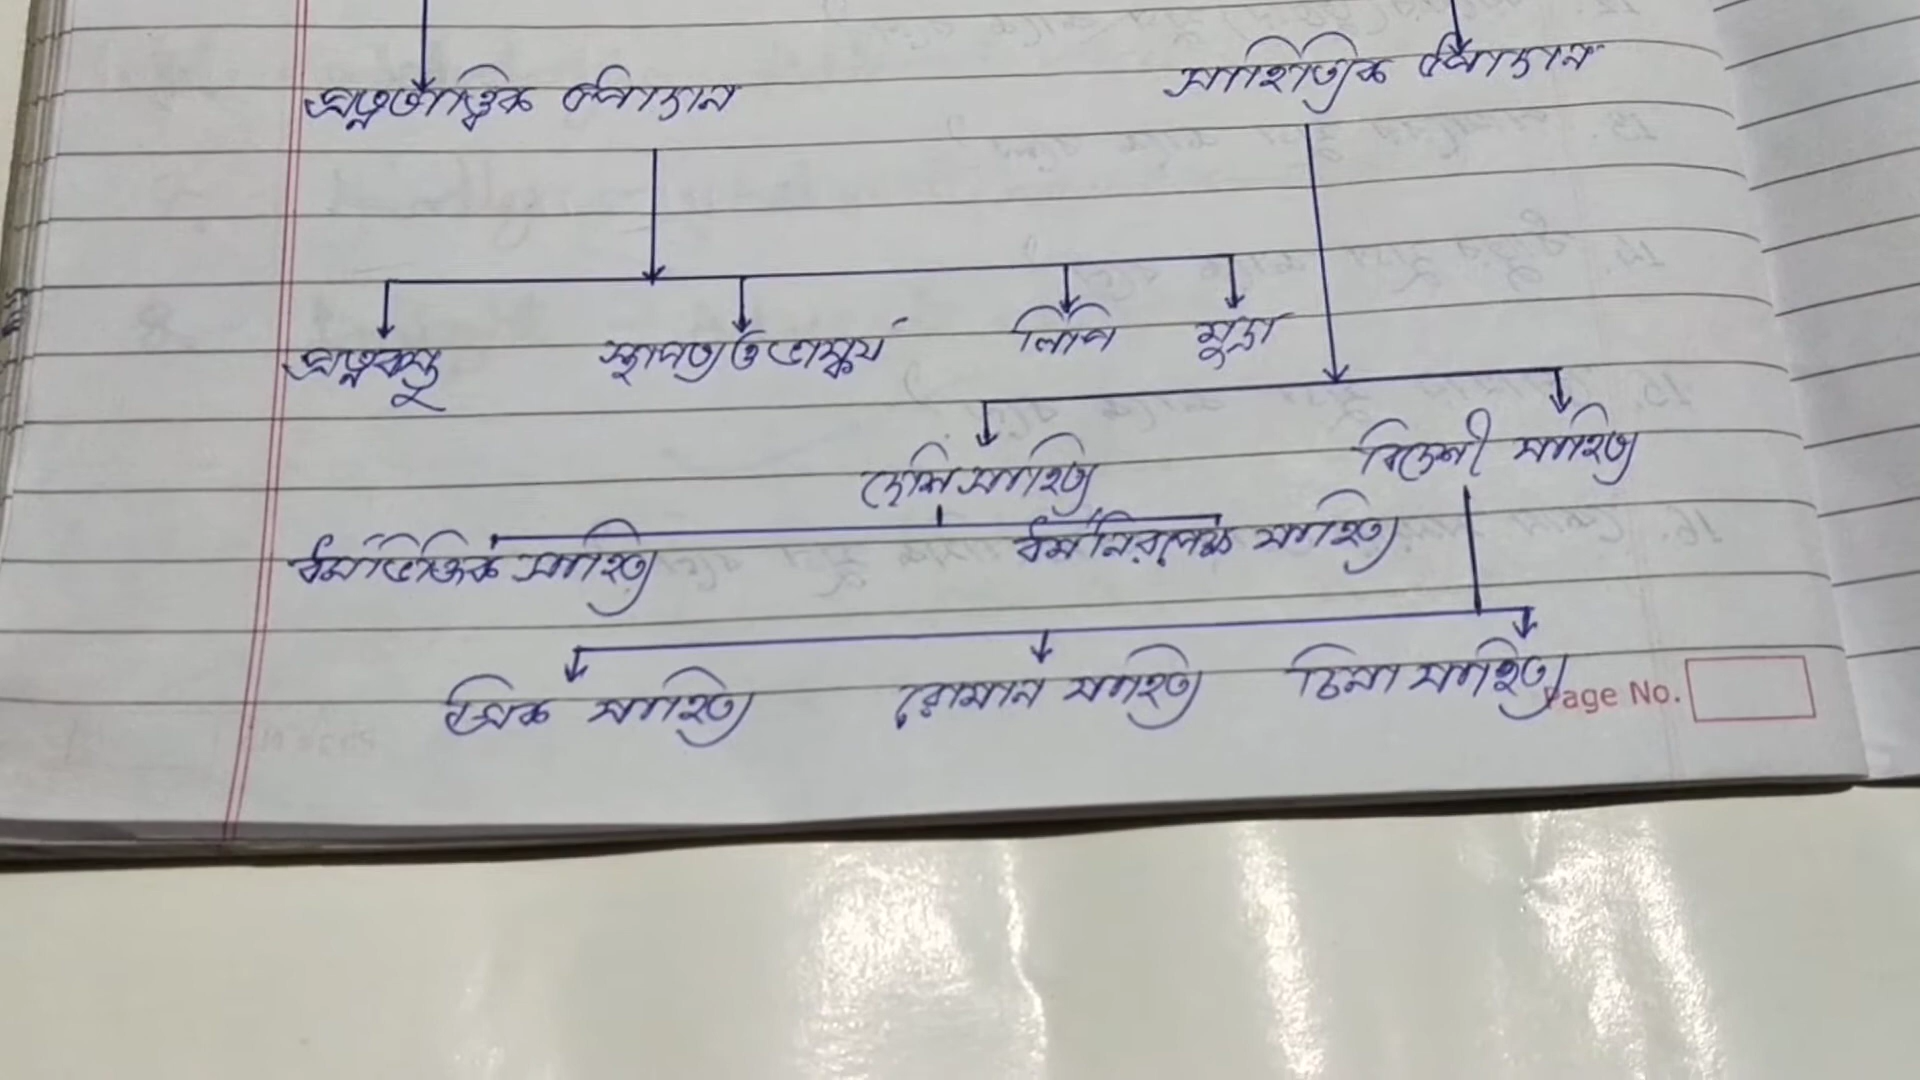 প্রত্নতাত্ত্বিক উপাদান    সাহিত্যিক উপাদান
প্রত্নবস্তু    স্থাপত্য ও ভাস্কর্য    লিপি    মুদ্রা
দেশি সাহিত্য    বিদেশী সাহিত্য
ধর্মভিত্তিক সাহিত্য    ধর্মনিরপেক্ষ সাহিত্য
গ্রিক সাহিত্য    রোমান সাহিত্য    চিনা সাহিত্য
Page No.